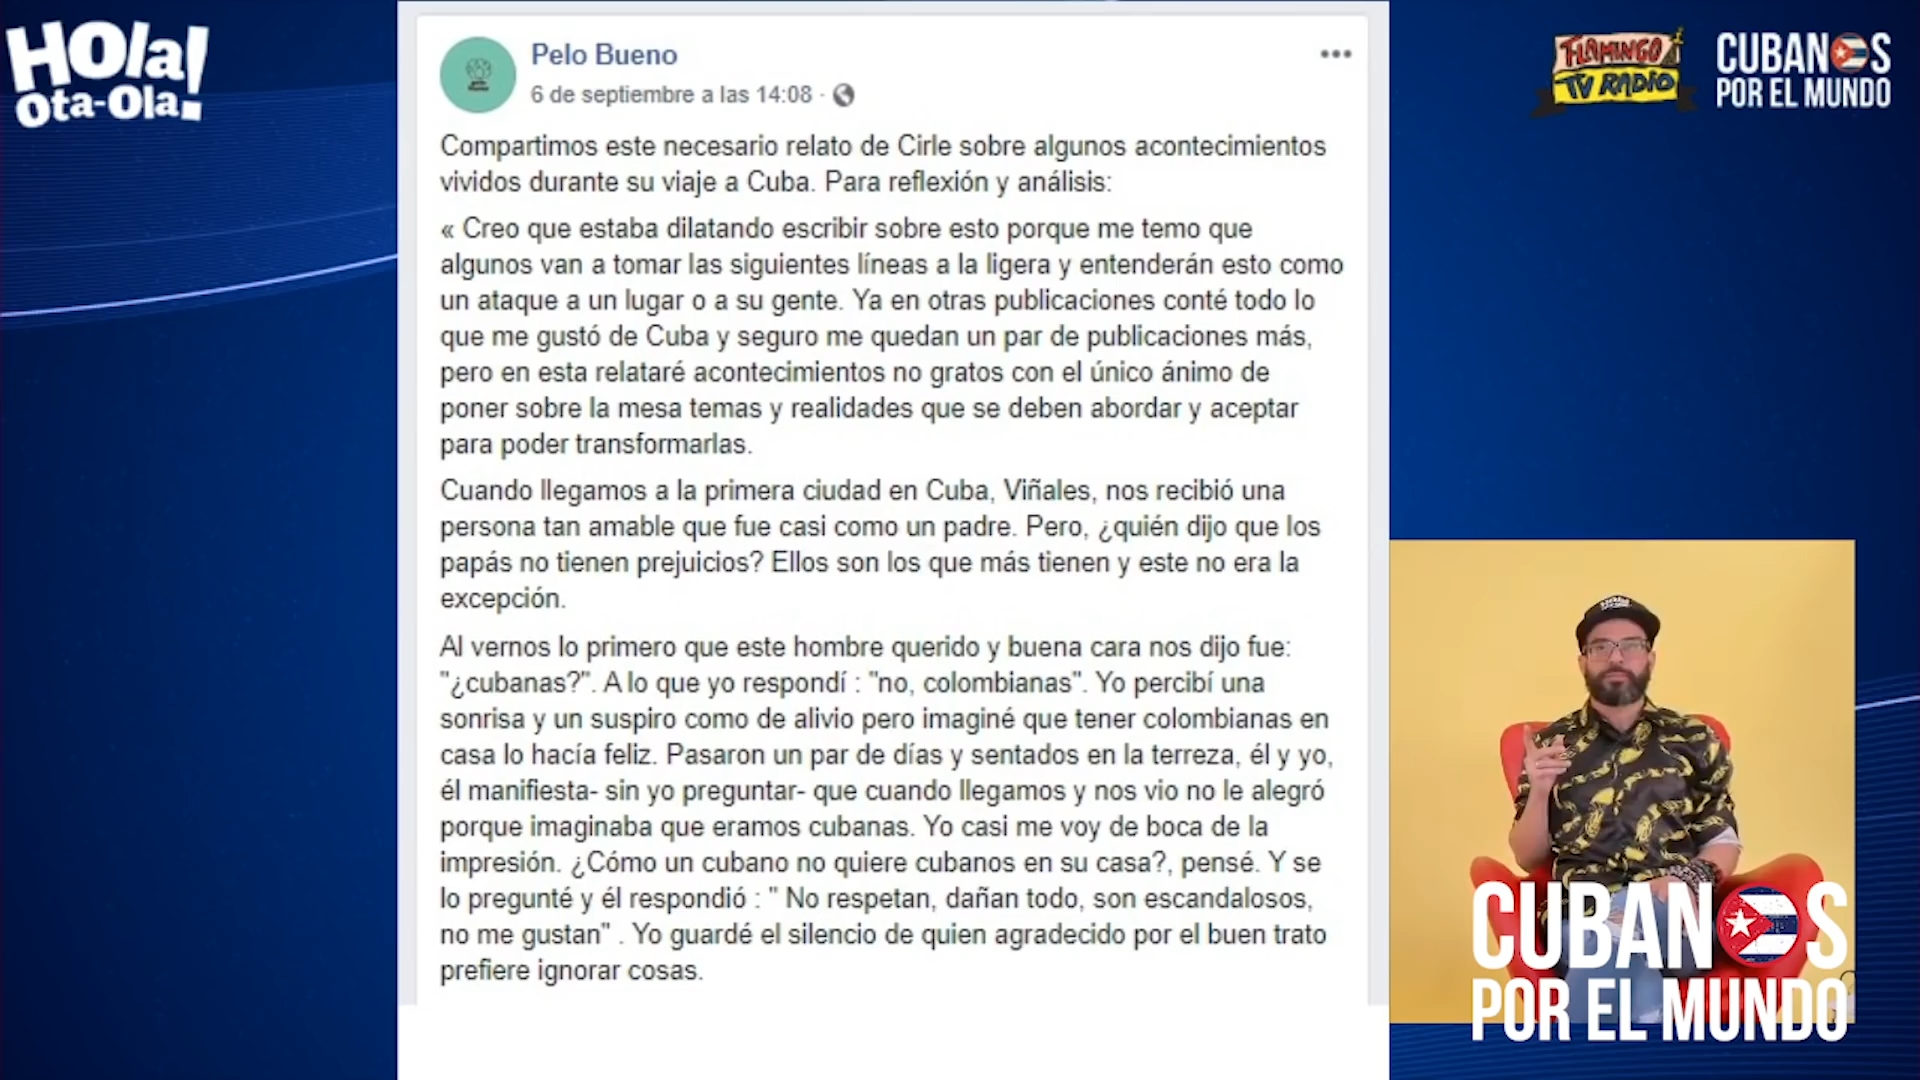 HOla!
Ota-Ola!
FLAMINGO
TV RADIO
CUBANOS
POR EL MUNDO
Pelo Bueno
6 de septiembre a las 14:08 ·
Compartimos este necesario relato de Cirle sobre algunos acontecimientos
vividos durante su viaje a Cuba. Para reflexión y análisis:
« Creo que estaba dilatando escribir sobre esto porque me temo que
algunos van a tomar las siguientes líneas a la ligera y entenderán esto como
un ataque a un lugar o a su gente. Ya en otras publicaciones conté todo lo
que me gustó de Cuba y seguro me quedan un par de publicaciones más,
pero en esta relataré acontecimientos no gratos con el único ánimo de
poner sobre la mesa temas y realidades que se deben abordar y aceptar
para poder transformarlas.
Cuando llegamos a la primera ciudad en Cuba, Viñales, nos recibió una
persona tan amable que fue casi como un padre. Pero, ¿quién dijo que los
papás no tienen prejuicios? Ellos son los que más tienen y este no era la
excepción.
Al vernos lo primero que este hombre querido y buena cara nos dijo fue:
"¿cubanas?". A lo que yo respondí : "no, colombianas". Yo percibí una
sonrisa y un suspiro como de alivio pero imaginé que tener colombianas en
casa lo hacía feliz. Pasaron un par de días y sentados en la terreza, él y yo,
él manifiesta- sin yo preguntar- que cuando llegamos y nos vio no le alegró
porque imaginaba que eramos cubanas. Yo casi me voy de boca de la
impresión. ¿Cómo un cubano no quiere cubanos en su casa?, pensé. Y se
lo pregunté y él respondió : " No respetan, dañan todo, son escandalosos,
no me gustan" . Yo guardé el silencio de quien agradecido por el buen trato
prefiere ignorar cosas.
CUBANOS
POR EL MUNDO